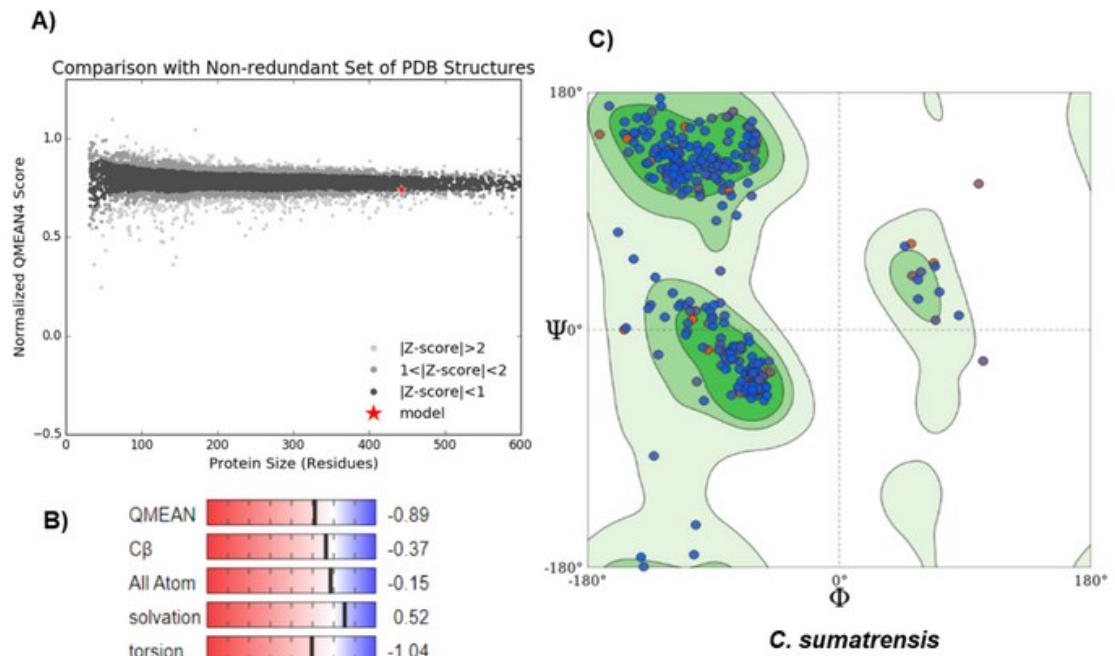 A)
Comparison with Non-redundant Set of PDB Structures
Normalized QMEAN4 Score
1.0
0.5
0.0
−0.5
|Z-score|>2
1<|Z-score|<2
|Z-score|<1
model
0 100 200 300 400 500 600
Protein Size (Residues)
B)
QMEAN -0.89
Cβ -0.37
All Atom -0.15
solvation 0.52
torsion -1.04
C)
180°
Ψ 0°
-180°
-180° 0° 180°
Φ
C. sumatrensis